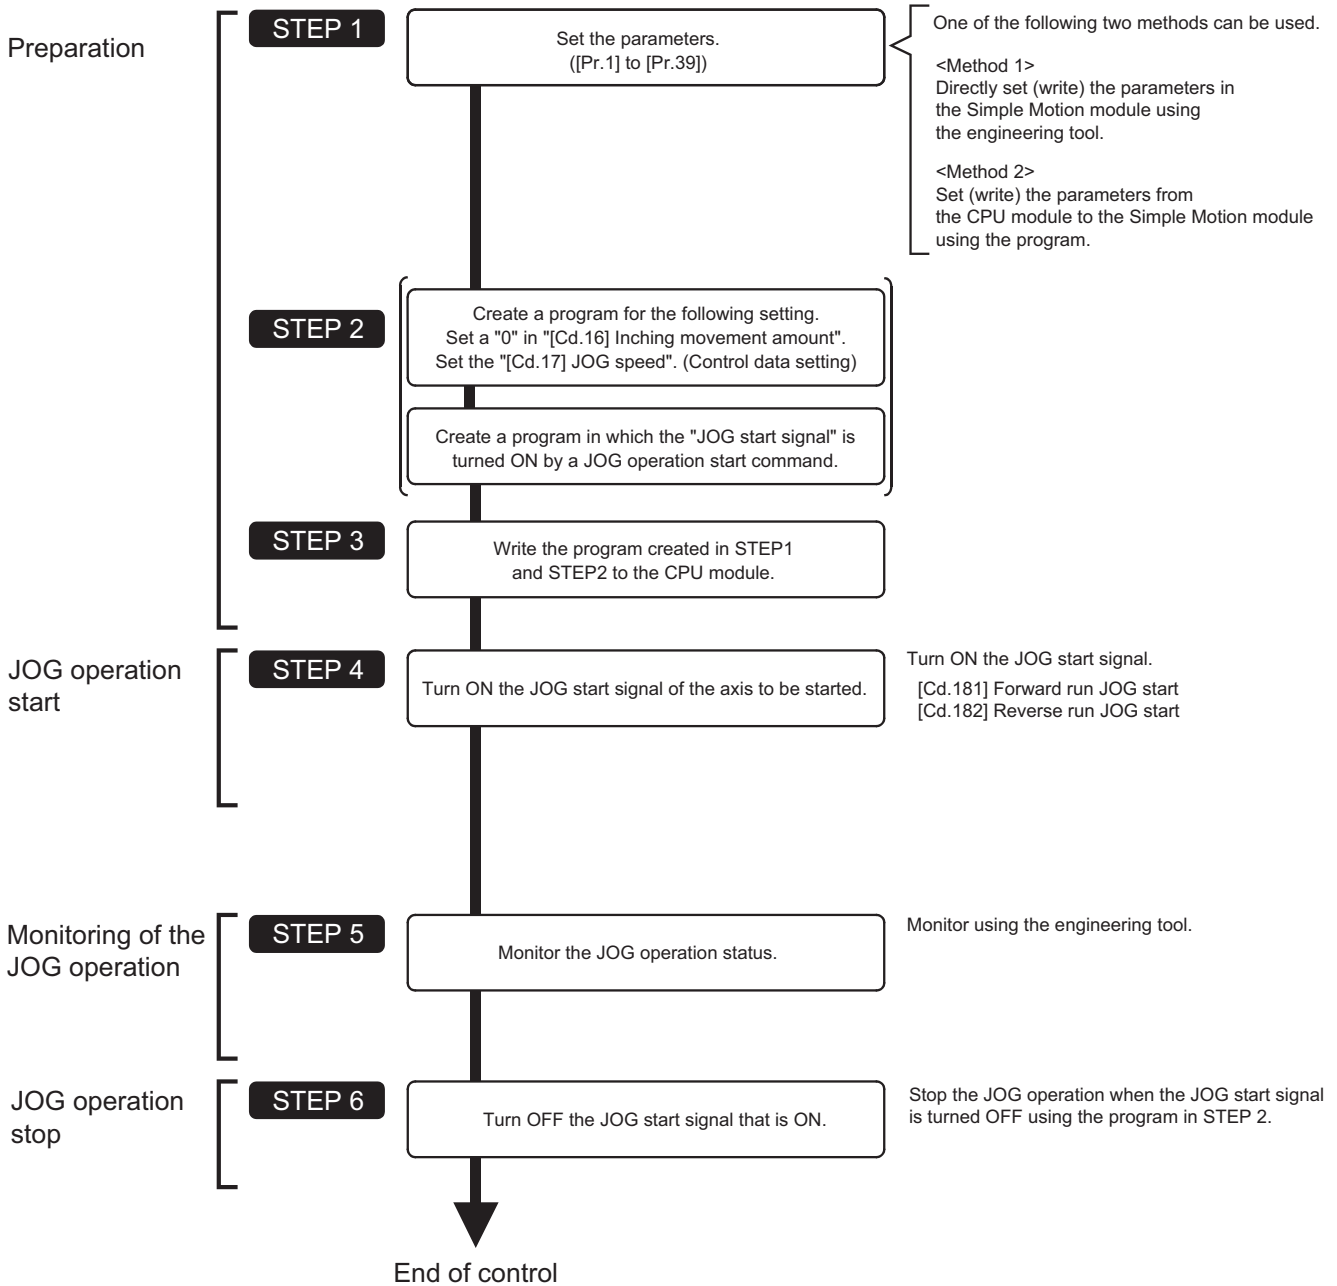 Preparation
STEP 1
Set the parameters.
([Pr.1] to [Pr.39])
One of the following two methods can be used.
<Method 1>
Directly set (write) the parameters in
the Simple Motion module using
the engineering tool.
<Method 2>
Set (write) the parameters from
the CPU module to the Simple Motion module
using the program.
STEP 2
Create a program for the following setting.
Set a "0" in "[Cd.16] Inching movement amount".
Set the "[Cd.17] JOG speed". (Control data setting)
Create a program in which the "JOG start signal" is
turned ON by a JOG operation start command.
STEP 3
Write the program created in STEP1
and STEP2 to the CPU module.
JOG operation
start
STEP 4
Turn ON the JOG start signal of the axis to be started.
Turn ON the JOG start signal.
[Cd.181] Forward run JOG start
[Cd.182] Reverse run JOG start
Monitoring of the
JOG operation
STEP 5
Monitor the JOG operation status.
Monitor using the engineering tool.
JOG operation
stop
STEP 6
Turn OFF the JOG start signal that is ON.
Stop the JOG operation when the JOG start signal
is turned OFF using the program in STEP 2.
End of control